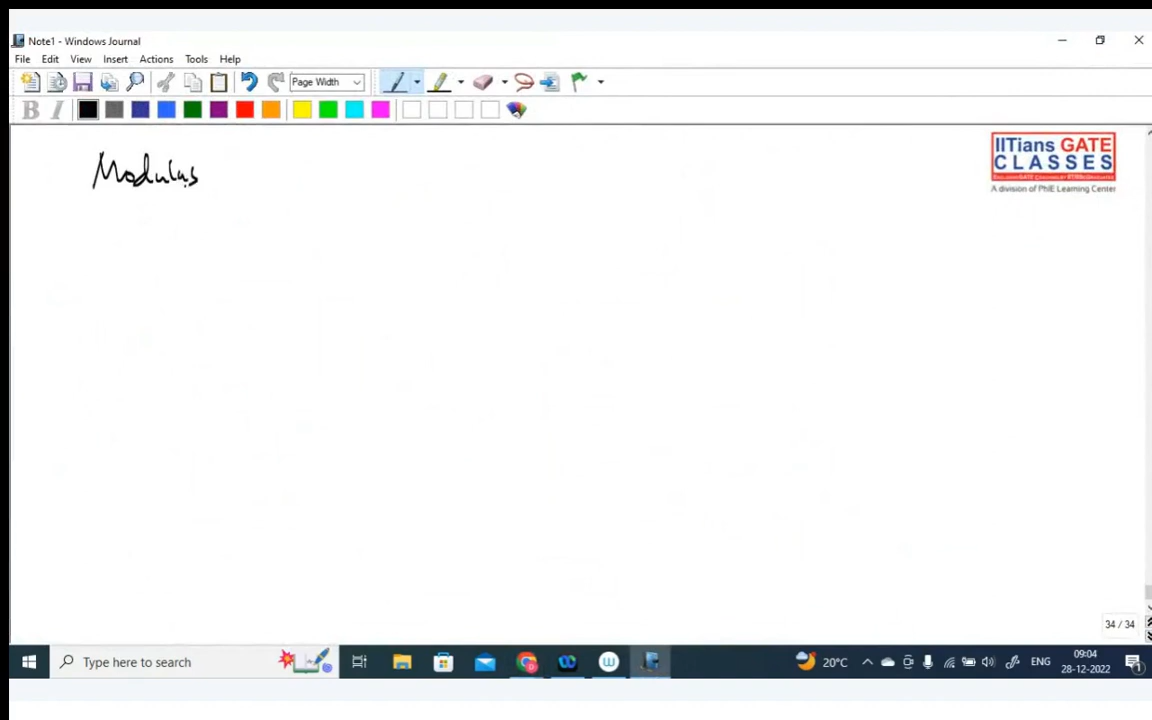 Note1 - Windows Journal
File Edit View Insert Actions Tools Help
Page Width
B I
Modulus
IITians GATE
CLASSES
A division of PhIE Learning Center
34 / 34
Type here to search
20°C
ENG
09:04
28-12-2022
1